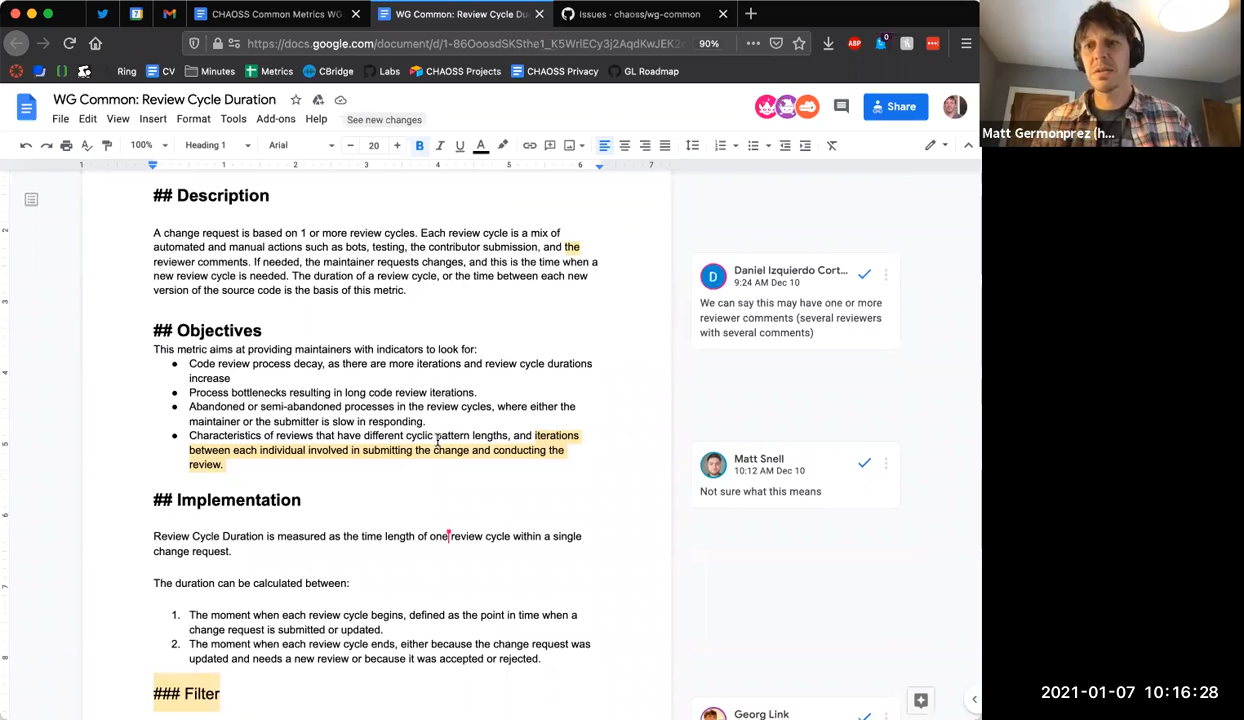 CHAOSS Common Metrics WG
WG Common: Review Cycle Du
Issues · chaoss/wg-common
https://docs.google.com/document/d/1-86OoosdSKSthe1_K5WrlECy3j2AqdKwJEK2
90%
ABP
0
Ring
CV
Minutes
Metrics
CBridge
Labs
CHAOSS Projects
CHAOSS Privacy
GL Roadmap
Matt Germonprez (h...
WG Common: Review Cycle Duration
File Edit View Insert Format Tools Add-ons Help See new changes
Share
100% Heading 1 Arial 20
1 1 2 3 4 5 6 7
## Description
A change request is based on 1 or more review cycles. Each review cycle is a mix of
automated and manual actions such as bots, testing, the contributor submission, and the
reviewer comments. If needed, the maintainer requests changes, and this is the time when a
new review cycle is needed. The duration of a review cycle, or the time between each new
version of the source code is the basis of this metric.
Daniel Izquierdo Cort...
9:24 AM Dec 10
We can say this may have one or more
reviewer comments (several reviewers
with several comments)
## Objectives
This metric aims at providing maintainers with indicators to look for:
● Code review process decay, as there are more iterations and review cycle durations
increase
● Process bottlenecks resulting in long code review iterations.
● Abandoned or semi-abandoned processes in the review cycles, where either the
maintainer or the submitter is slow in responding.
● Characteristics of reviews that have different cyclic pattern lengths, and iterations
between each individual involved in submitting the change and conducting the
review.
Matt Snell
10:12 AM Dec 10
Not sure what this means
## Implementation
Review Cycle Duration is measured as the time length of one review cycle within a single
change request.
The duration can be calculated between:
1. The moment when each review cycle begins, defined as the point in time when a
change request is submitted or updated.
2. The moment when each review cycle ends, either because the change request was
updated and needs a new review or because it was accepted or rejected.
### Filter
Georg Link
2021-01-07 10:16:28